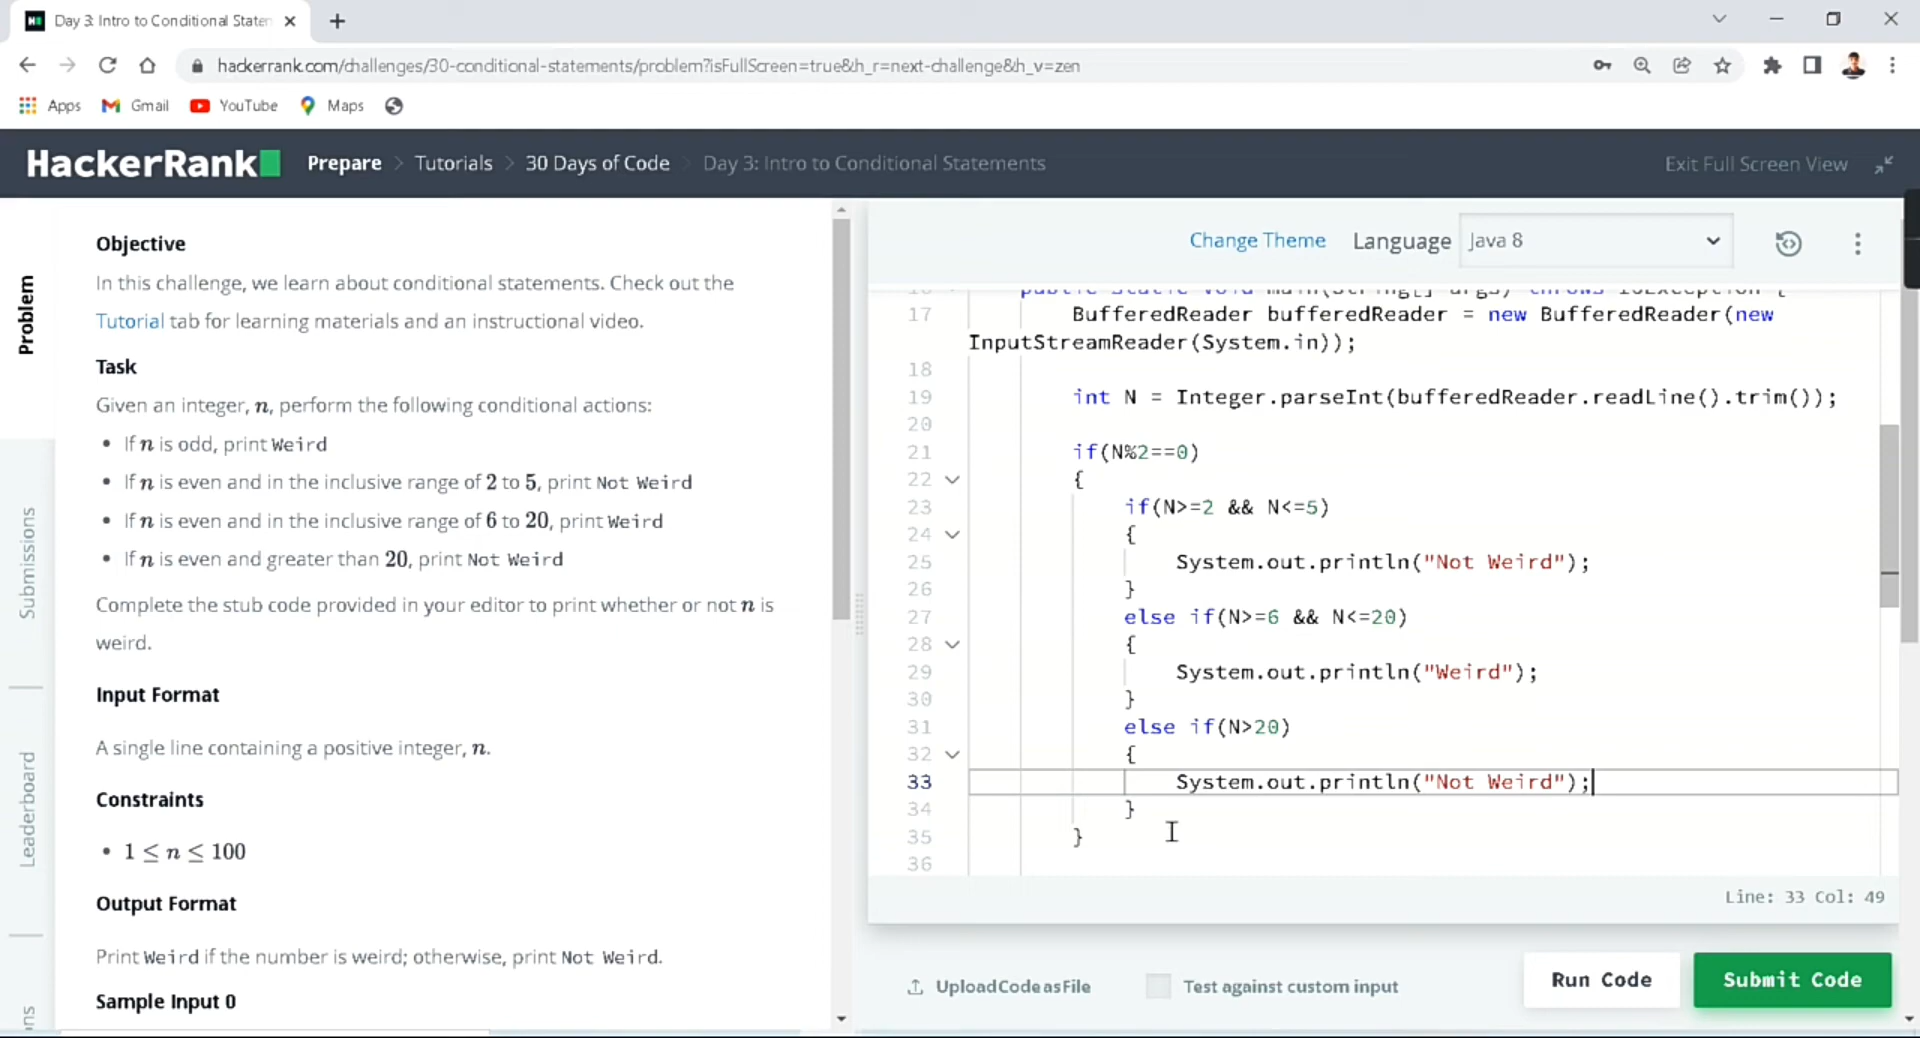 Day 3: Intro to Conditional Staten
hackerrank.com/challenges/30-conditional-statements/problem?isFullScreen=true&h_r=next-challenge&h_v=zen
Apps Gmail YouTube Maps
HackerRank Prepare > Tutorials > 30 Days of Code > Day 3: Intro to Conditional Statements Exit Full Screen View
Problem
Submissions
Leaderboard
ns
Objective
In this challenge, we learn about conditional statements. Check out the
Tutorial tab for learning materials and an instructional video.
Task
Given an integer, n, perform the following conditional actions:
• If n is odd, print Weird
• If n is even and in the inclusive range of 2 to 5, print Not Weird
• If n is even and in the inclusive range of 6 to 20, print Weird
• If n is even and greater than 20, print Not Weird
Complete the stub code provided in your editor to print whether or not n is
weird.
Input Format
A single line containing a positive integer, n.
Constraints
• 1 ≤ n ≤ 100
Output Format
Print Weird if the number is weird; otherwise, print Not Weird.
Sample Input 0
Change Theme Language Java 8
16 public static void main(String[] args) throws IOException {
17 BufferedReader bufferedReader = new BufferedReader(new
InputStreamReader(System.in));
18
19 int N = Integer.parseInt(bufferedReader.readLine().trim());
20
21 if(N%2==0)
22 {
23 if(N>=2 && N<=5)
24 {
25 System.out.println("Not Weird");
26 }
27 else if(N>=6 && N<=20)
28 {
29 System.out.println("Weird");
30 }
31 else if(N>20)
32 {
33 System.out.println("Not Weird");
34 }
35 }
36
Line: 33 Col: 49
Upload Code as File Test against custom input Run Code Submit Code